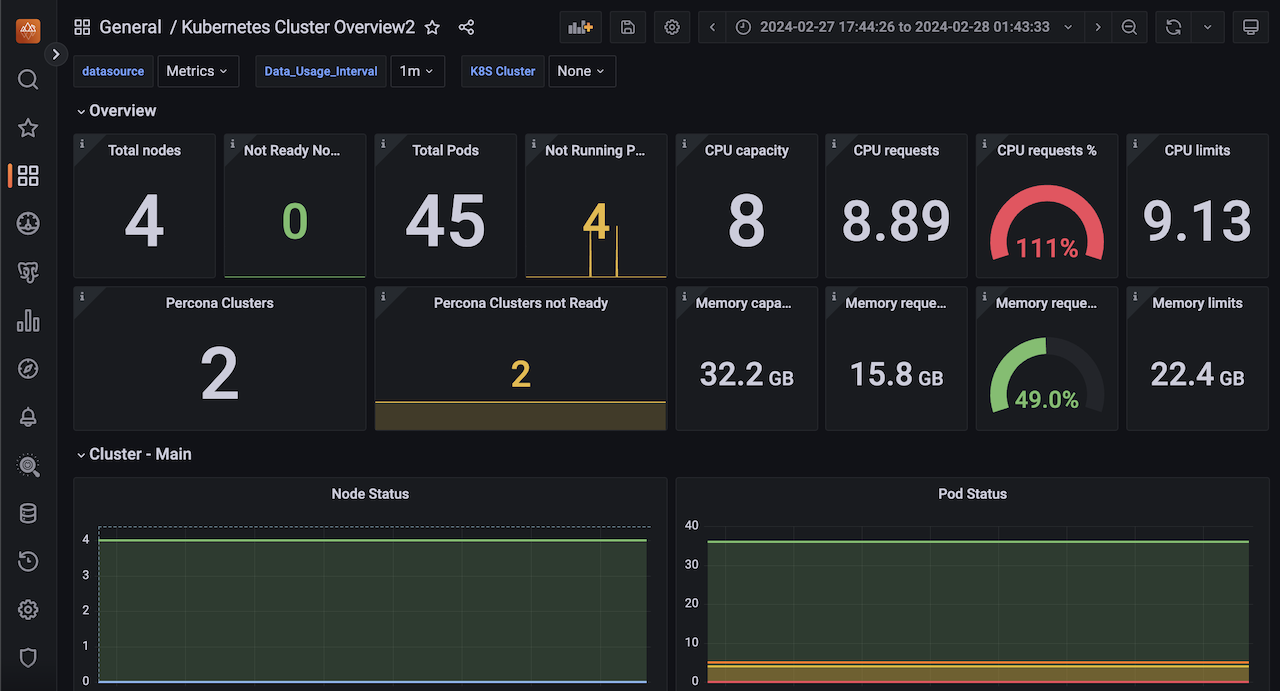 General / Kubernetes Cluster Overview2
2024-02-27 17:44:26 to 2024-02-28 01:43:33
datasource Metrics Data_Usage_Interval 1m K8S Cluster None
Overview
Total nodes
4
Not Ready No...
0
Total Pods
45
Not Running P...
4
CPU capacity
8
CPU requests
8.89
CPU requests %
111%
CPU limits
9.13
Percona Clusters
2
Percona Clusters not Ready
2
Memory capa...
32.2 GB
Memory reque...
15.8 GB
Memory reque...
49.0%
Memory limits
22.4 GB
Cluster - Main
Node Status
4
3
2
1
0
Pod Status
40
30
20
10
0